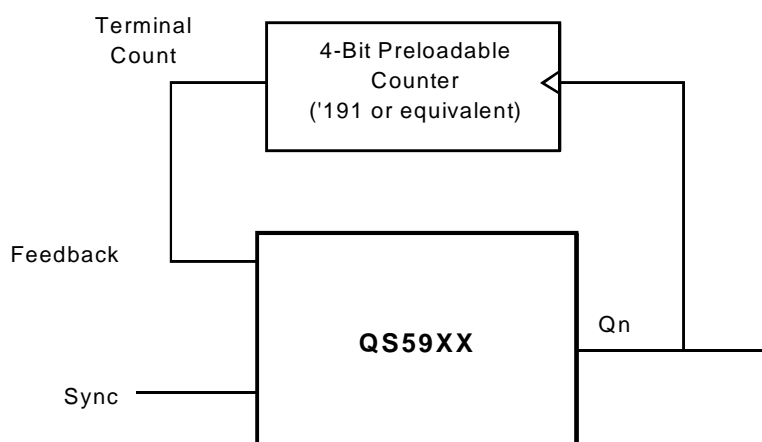 Terminal
Count
4-Bit Preloadable
Counter
('191 or equivalent)
Feedback
QS59XX
Qn
Sync